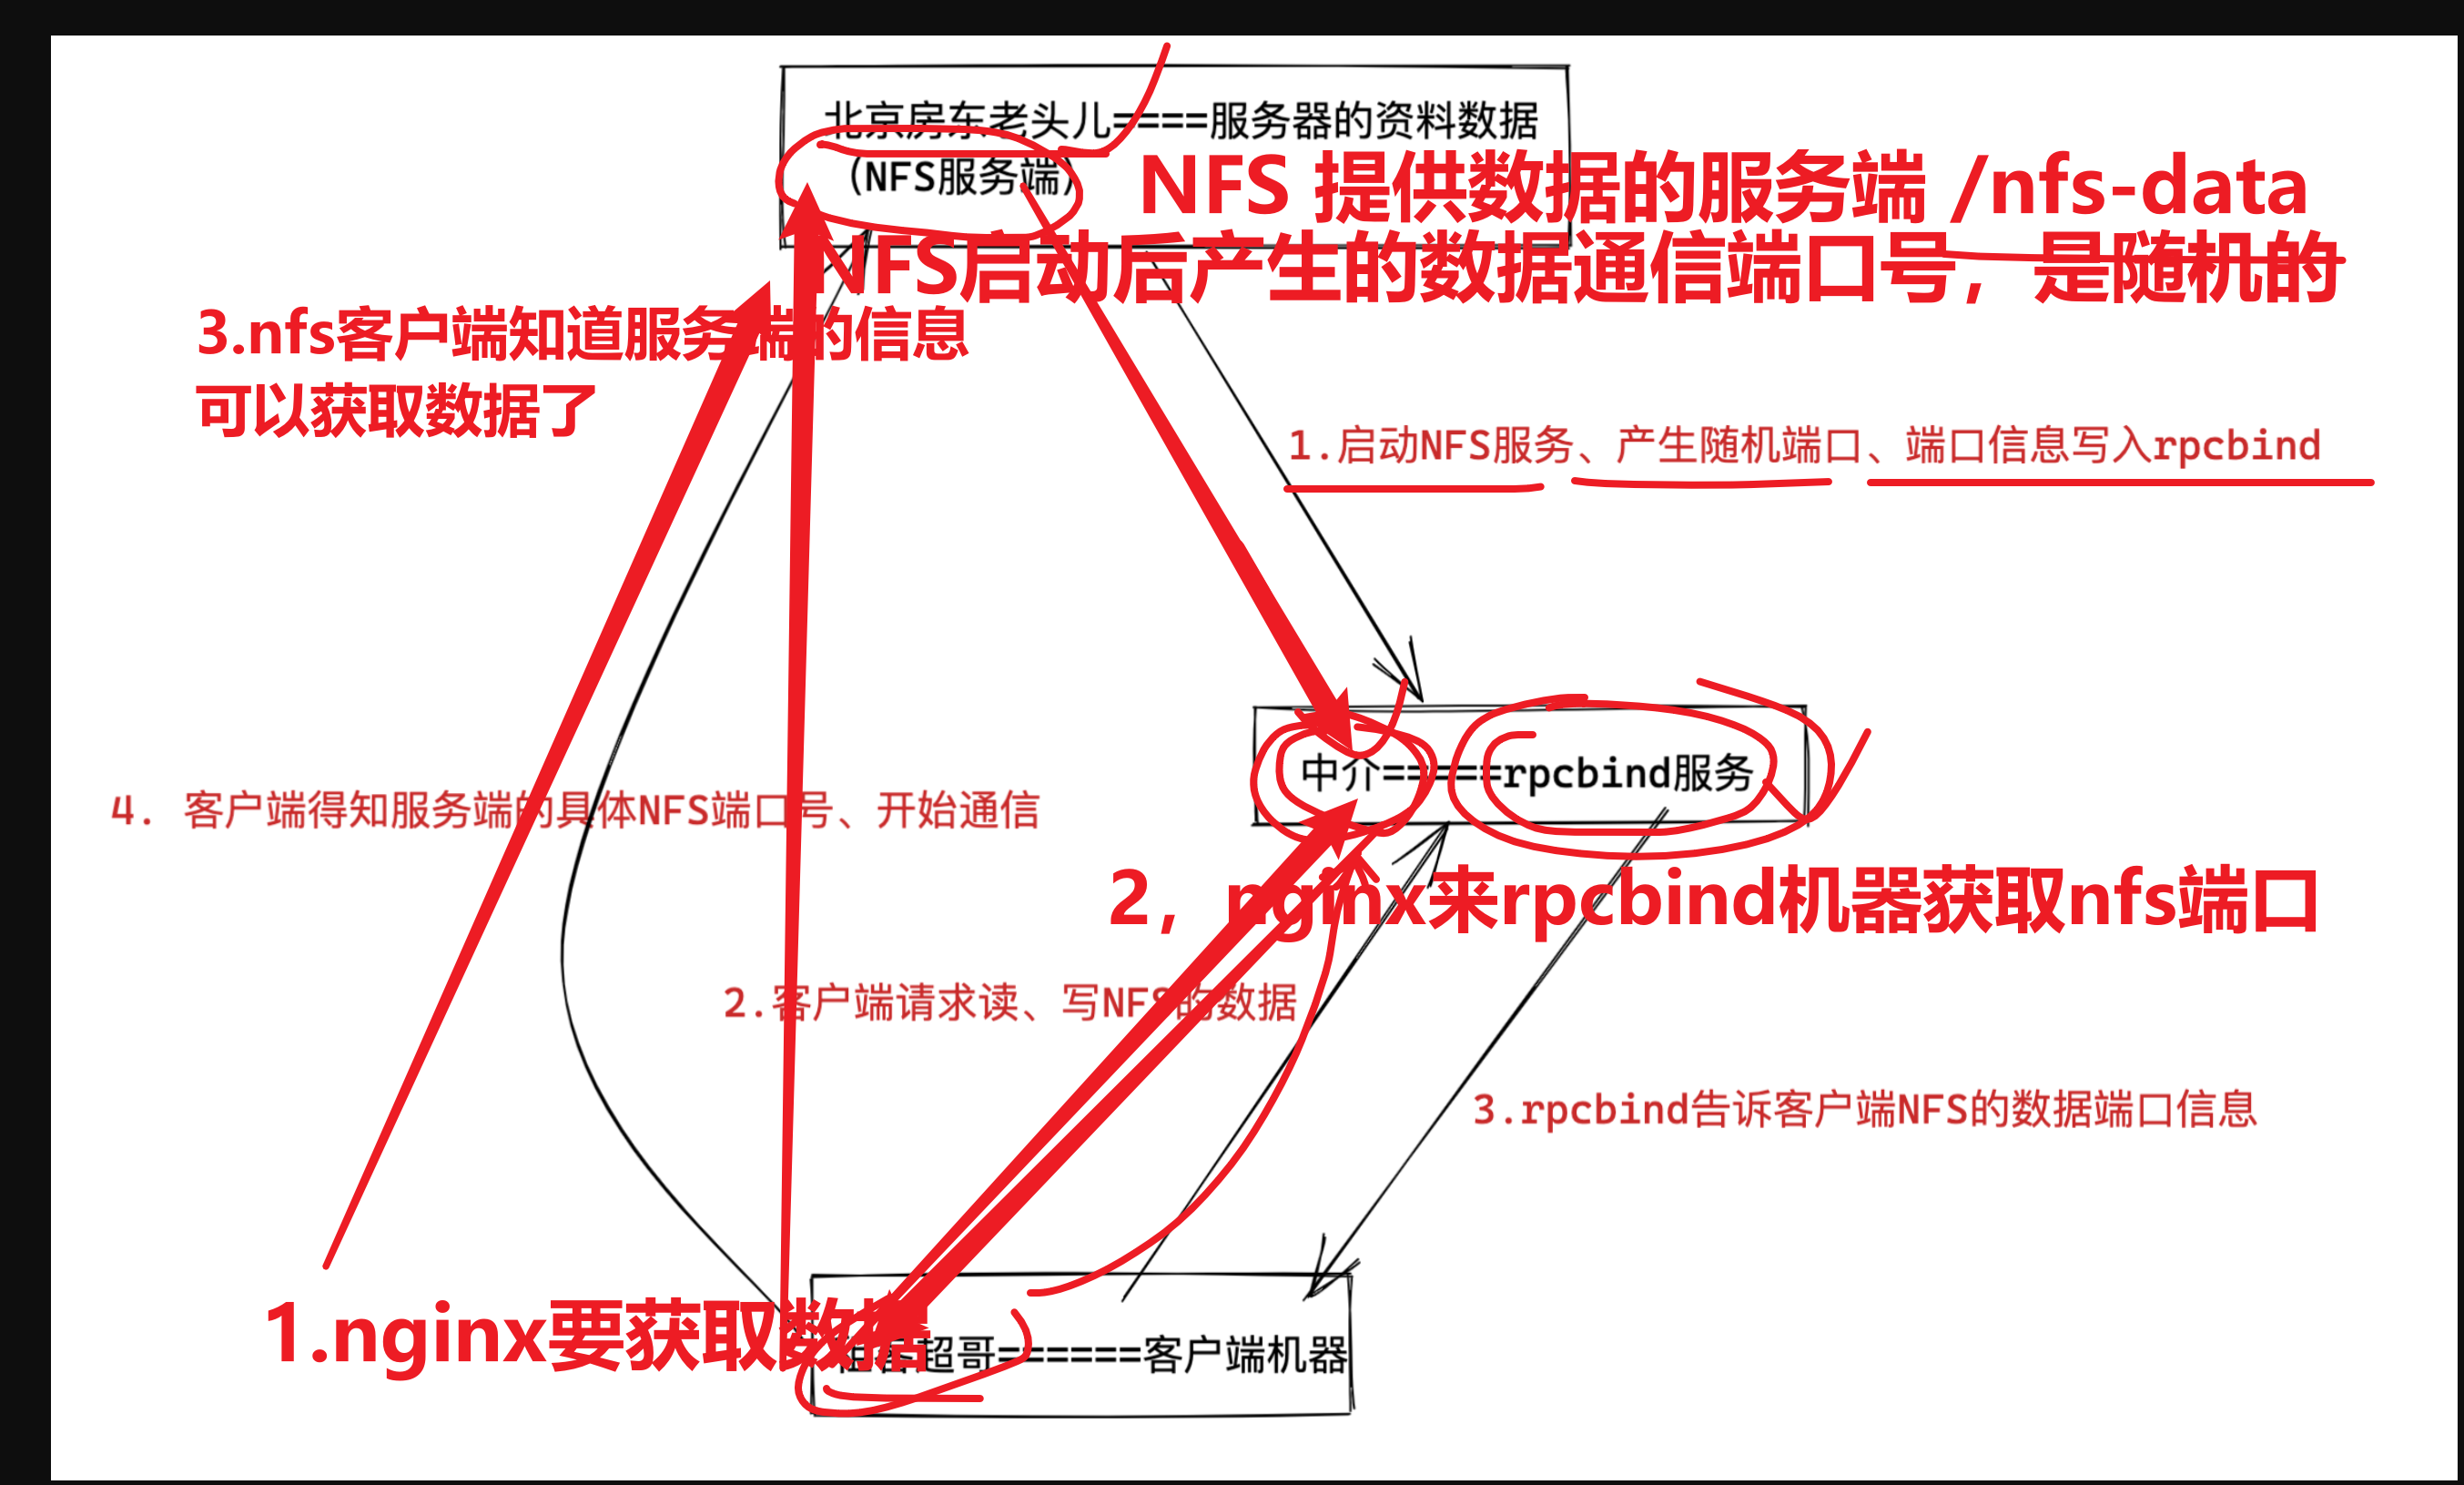 北京房东老头儿====服务器的资料数据
(NFS服务端)
NFS 提供数据的服务端 /nfs-data
NFS启动后产生的数据通信端口号，是随机的
3.nfs客户端知道服务端的信息
可以获取数据了
1.启动NFS服务、产生随机端口、端口信息写入rpcbind
中介=====rpcbind服务
4. 客户端得知服务端的具体NFS端口号、开始通信
2，nginx来rpcbind机器获取nfs端口
2.客户端请求读、写NFS的数据
3.rpcbind告诉客户端NFS的数据端口信息
1.nginx要获取数据
超哥======客户端机器